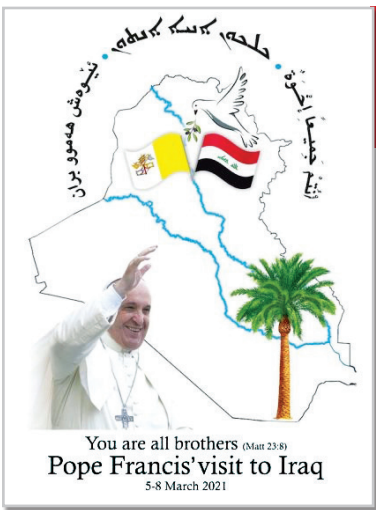 أنتم جميعاً إخوة
ئێوەش هەموو بران
You are all brothers (Matt 23:8)
Pope Francis' visit to Iraq
5-8 March 2021